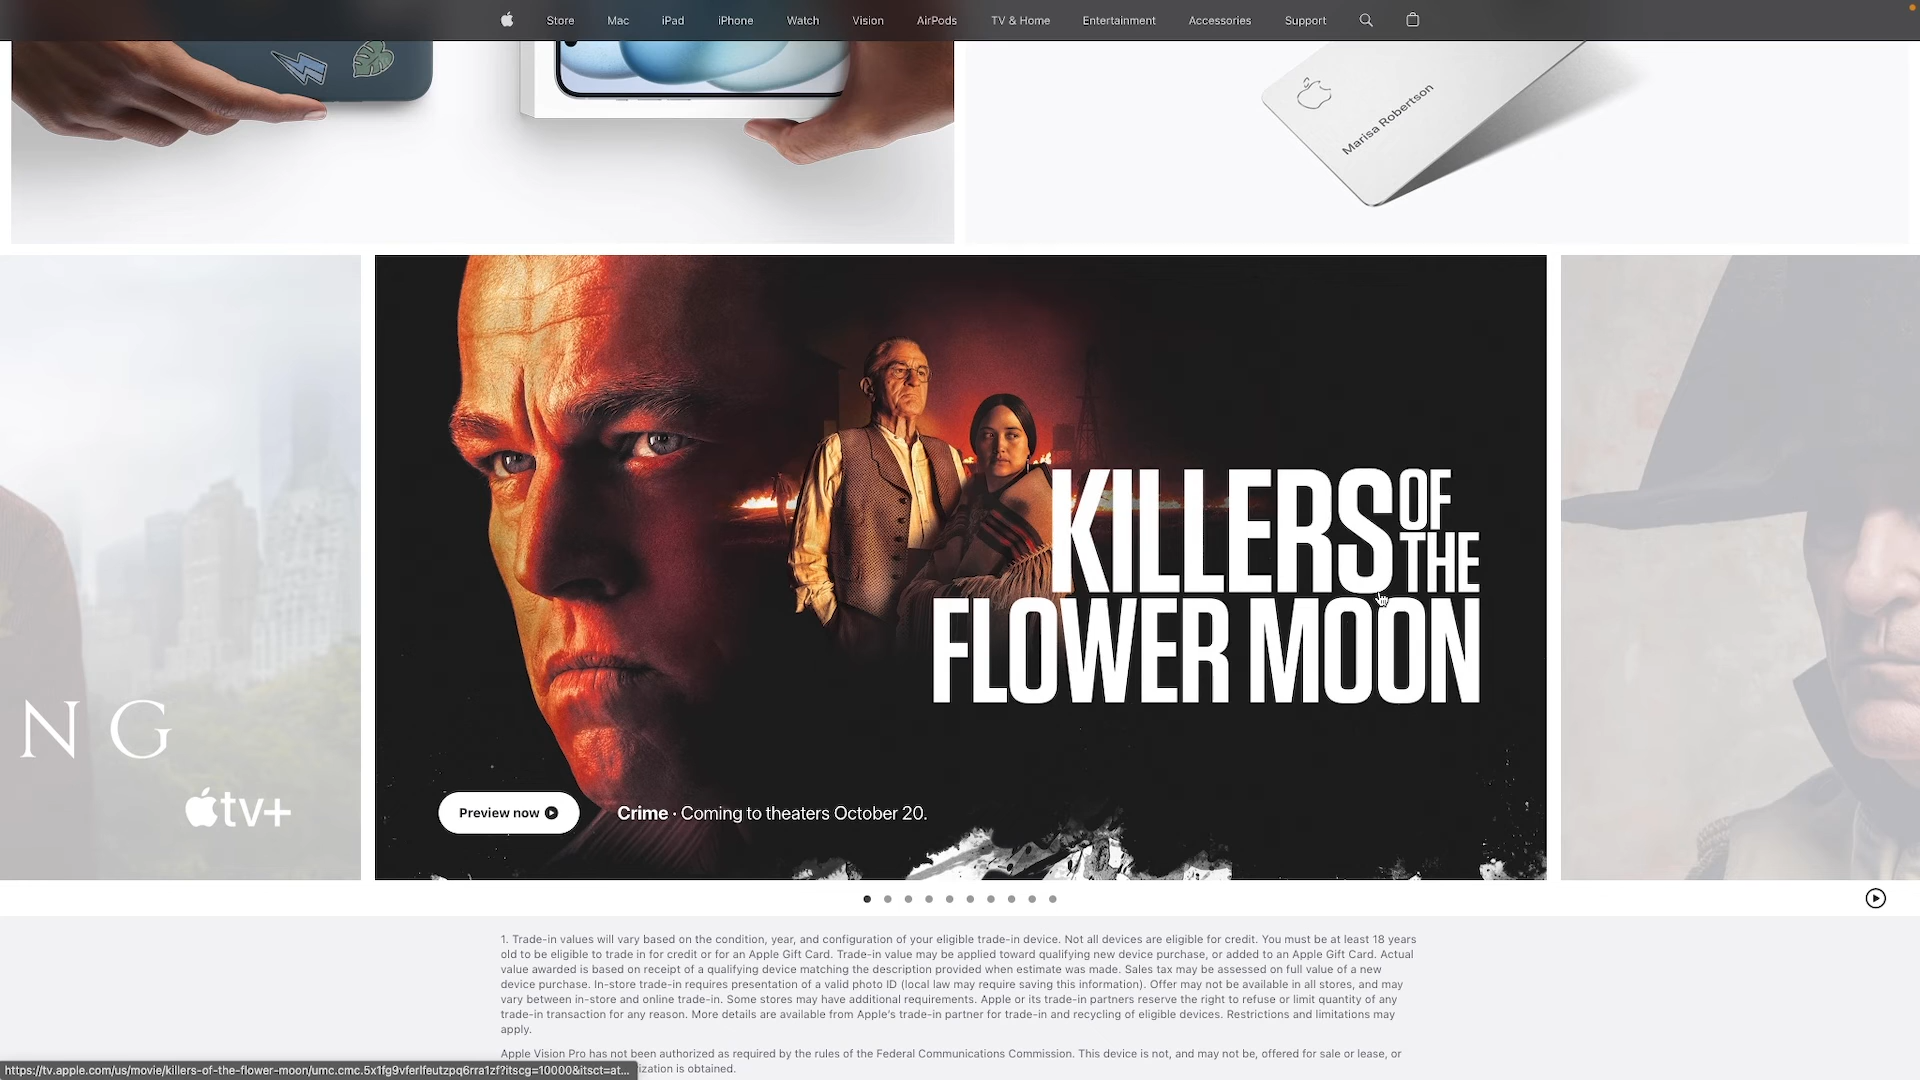 Store
Mac
iPad
iPhone
Watch
Vision
AirPods
TV & Home
Entertainment
Accessories
Support
Marisa Robertson
NG
tv+
KILLERS OF THE
FLOWER MOON
Preview now
Crime · Coming to theaters October 20.
1. Trade-in values will vary based on the condition, year, and configuration of your eligible trade-in device. Not all devices are eligible for credit. You must be at least 18 years
old to be eligible to trade in for credit or for an Apple Gift Card. Trade-in value may be applied toward qualifying new device purchase, or added to an Apple Gift Card. Actual
value awarded is based on receipt of a qualifying device matching the description provided when estimate was made. Sales tax may be assessed on full value of a new
device purchase. In-store trade-in requires presentation of a valid photo ID (local law may require saving this information). Offer may not be available in all stores, and may
vary between in-store and online trade-in. Some stores may have additional requirements. Apple or its trade-in partners reserve the right to refuse or limit quantity of any
trade-in transaction for any reason. More details are available from Apple's trade-in partner for trade-in and recycling of eligible devices. Restrictions and limitations may
apply.
Apple Vision Pro has not been authorized as required by the rules of the Federal Communications Commission. This device is not, and may not be, offered for sale or lease, or
ization is obtained.
https://tv.apple.com/us/movie/killers-of-the-flower-moon/umc.cmc.5x1fg9vferlfeutzpq6rra1zf?itscg=10000&itsct=at...